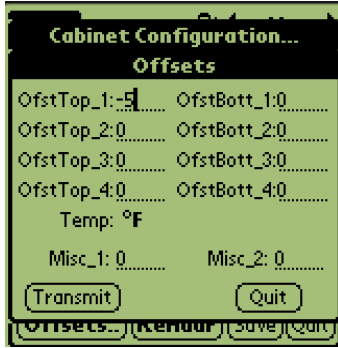 Cabinet Configuration...
Offsets
OfstTop_1:-5 OfstBott_1:0
OfstTop_2:0 OfstBott_2:0
OfstTop_3:0 OfstBott_3:0
OfstTop_4:0 OfstBott_4:0
Temp: °F
Misc_1: 0 Misc_2: 0
Transmit Quit
Offsets.. Save Quit